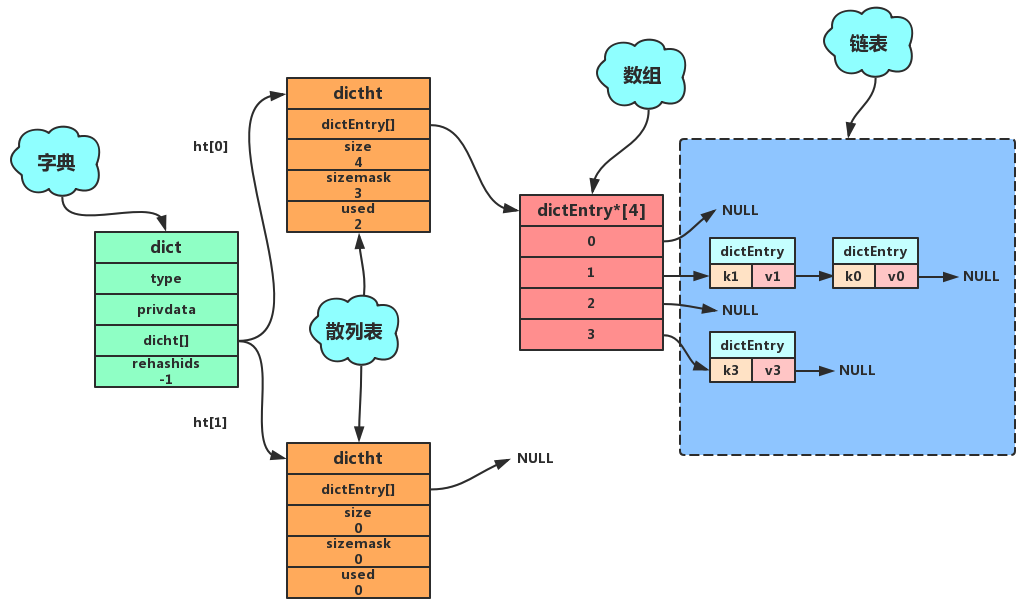 链表
数组
字典
散列表
ht[0]
ht[1]
dict
type
privdata
dicht[]
rehashids
-1
dictht
dictEntry[]
size
4
sizemask
3
used
2
dictht
dictEntry[]
size
0
sizemask
0
used
0
NULL
dictEntry*[4]
0
1
2
3
NULL
dictEntry
k1 v1
dictEntry
k0 v0
NULL
NULL
dictEntry
k3 v3
NULL